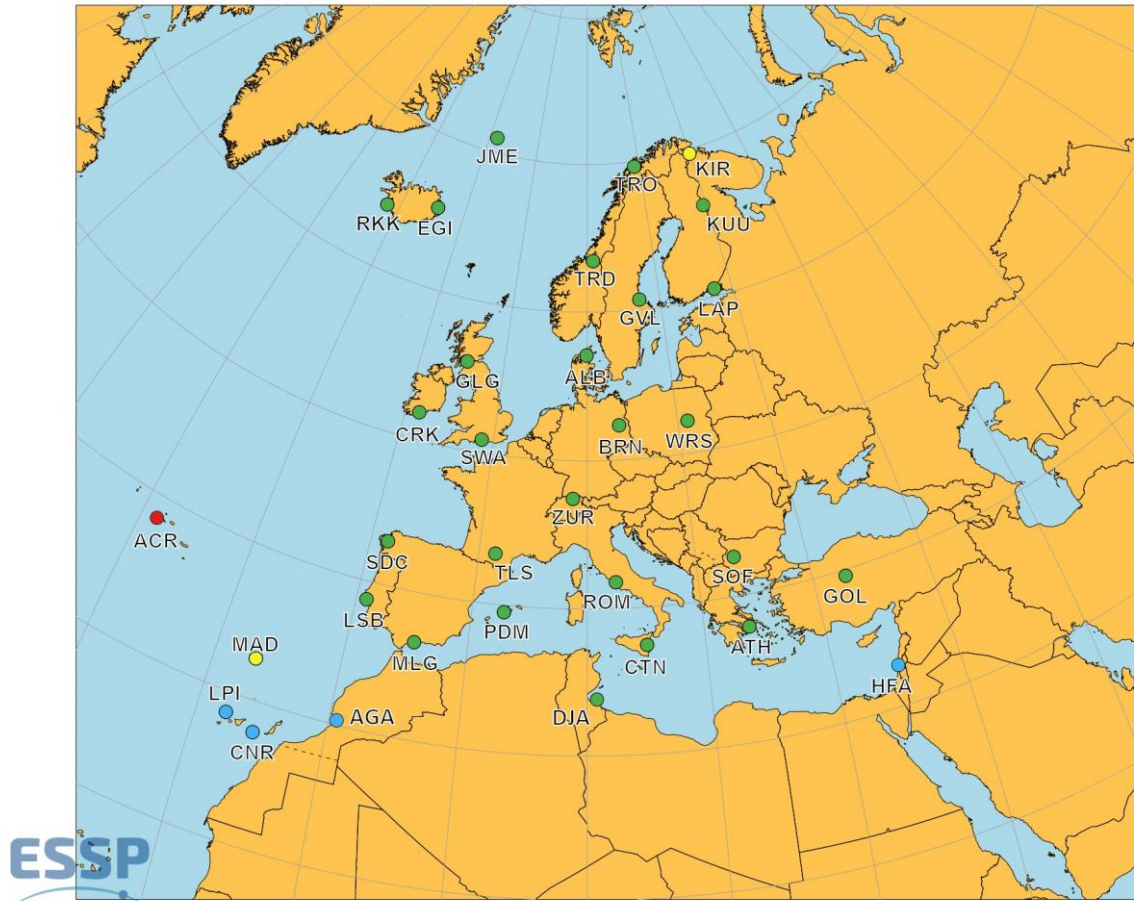 JME
KIR
TRO
RKK
EGI
KUU
TRD
GVL
LAP
GLG
ALB
CRK
SWA
BRN
WRS
ZUR
ACR
SDC
TLS
SOF
ROM
GOL
LSB
PDM
MAD
MLG
CTN
ATH
HFA
LPI
AGA
DJA
CNR
ESSP